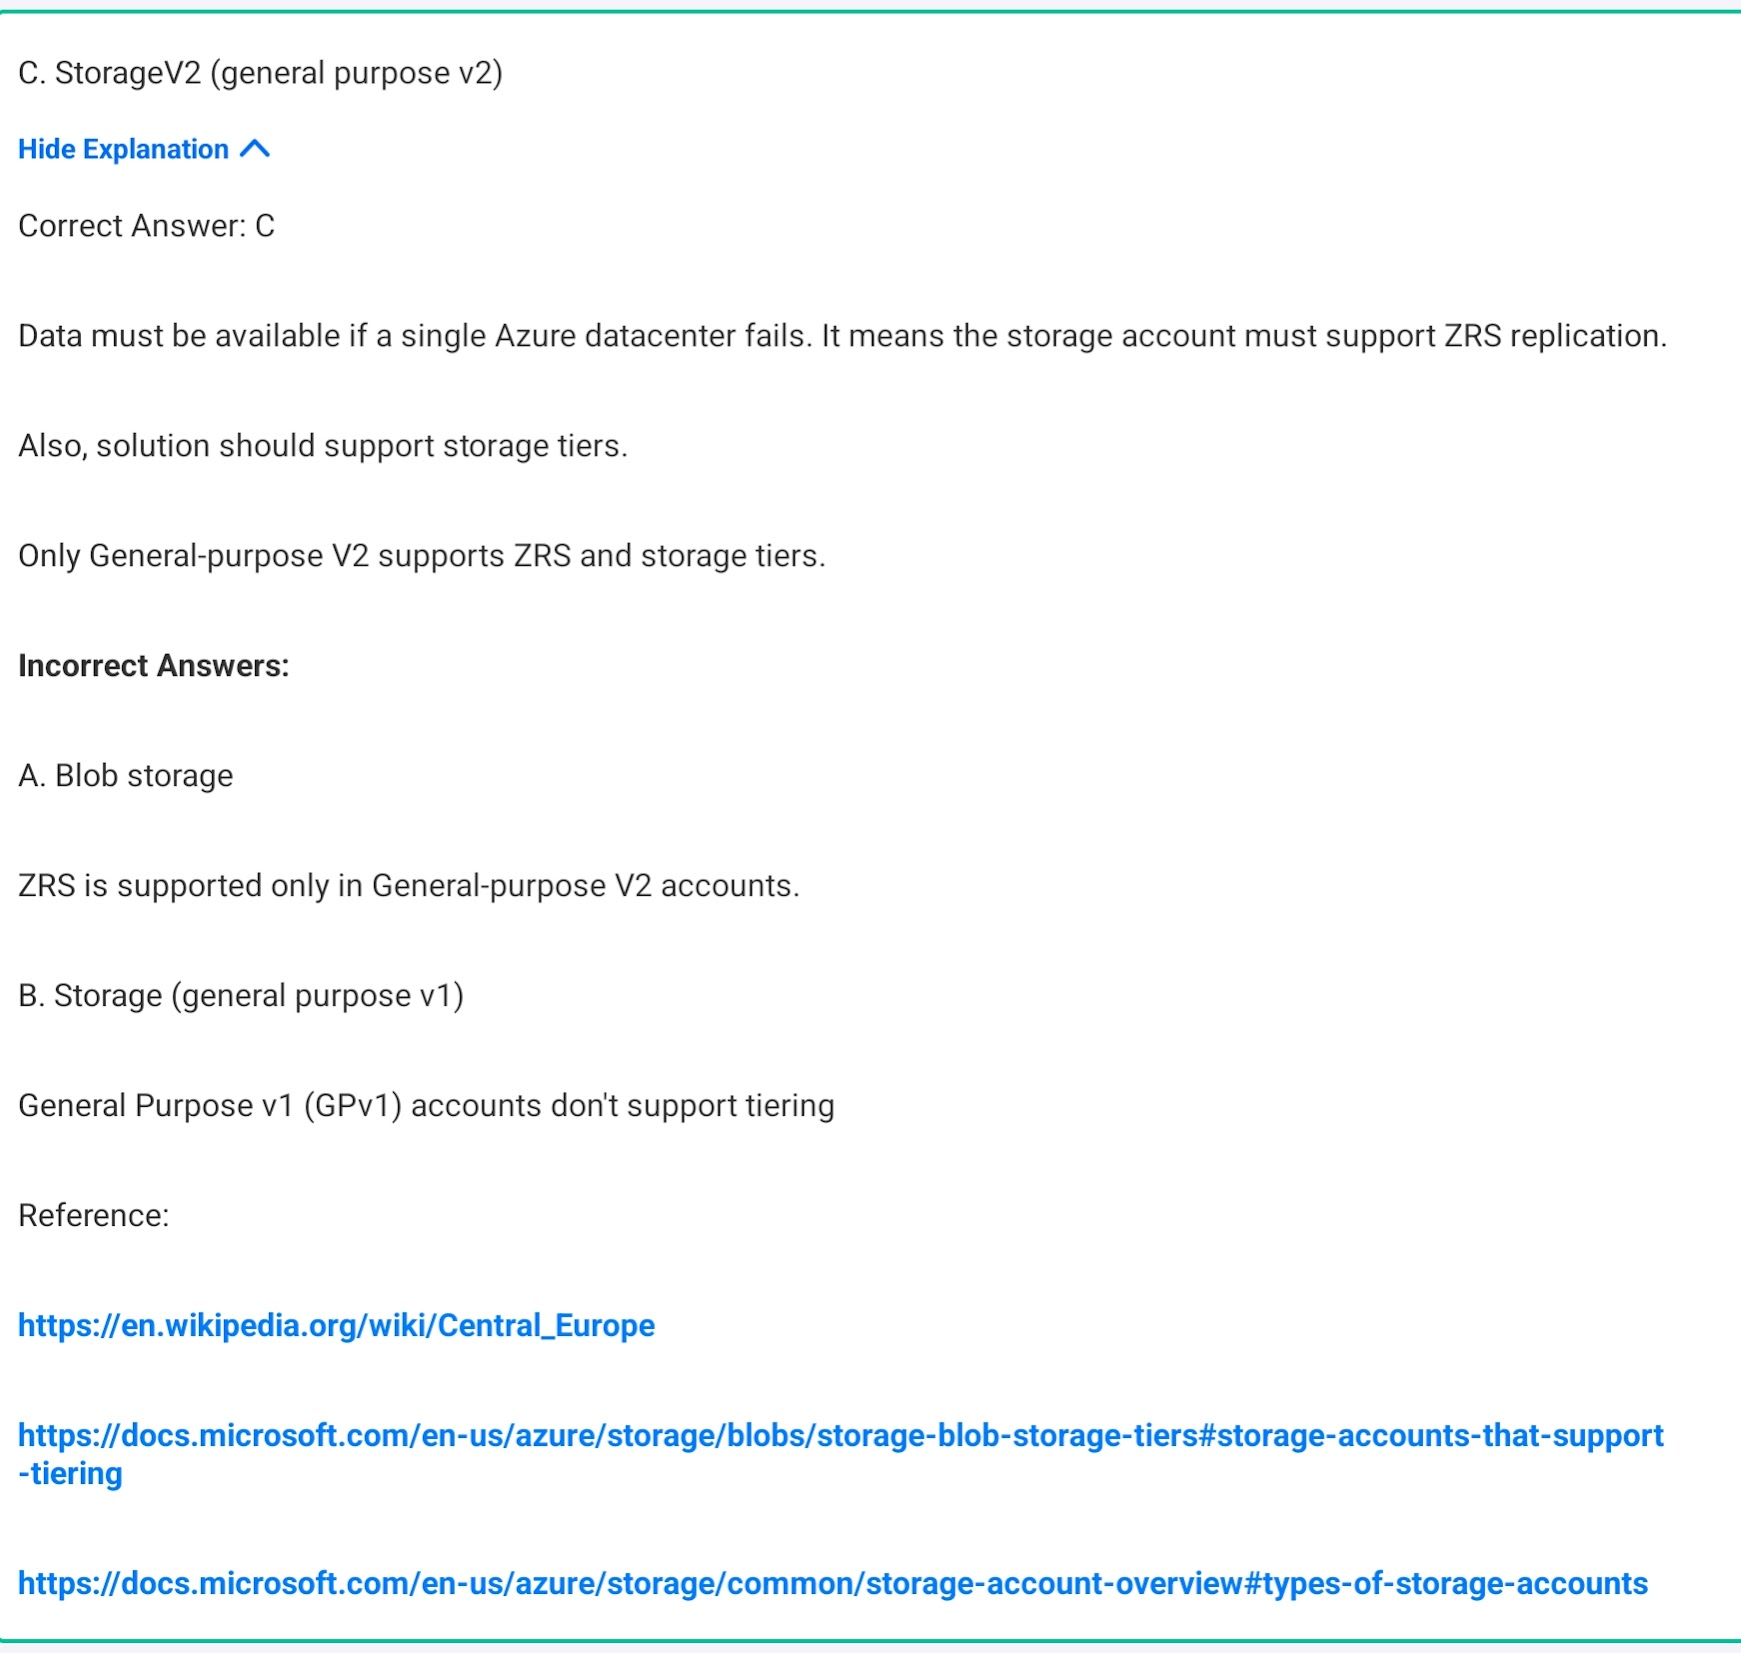 C. StorageV2 (general purpose v2)
Hide Explanation
Correct Answer: C
Data must be available if a single Azure datacenter fails. It means the storage account must support ZRS replication.
Also, solution should support storage tiers.
Only General-purpose V2 supports ZRS and storage tiers.
Incorrect Answers:
A. Blob storage
ZRS is supported only in General-purpose V2 accounts.
B. Storage (general purpose v1)
General Purpose v1 (GPv1) accounts don't support tiering
Reference:
https://en.wikipedia.org/wiki/Central_Europe
https://docs.microsoft.com/en-us/azure/storage/blobs/storage-blob-storage-tiers#storage-accounts-that-support
-tiering
https://docs.microsoft.com/en-us/azure/storage/common/storage-account-overview#types-of-storage-accounts